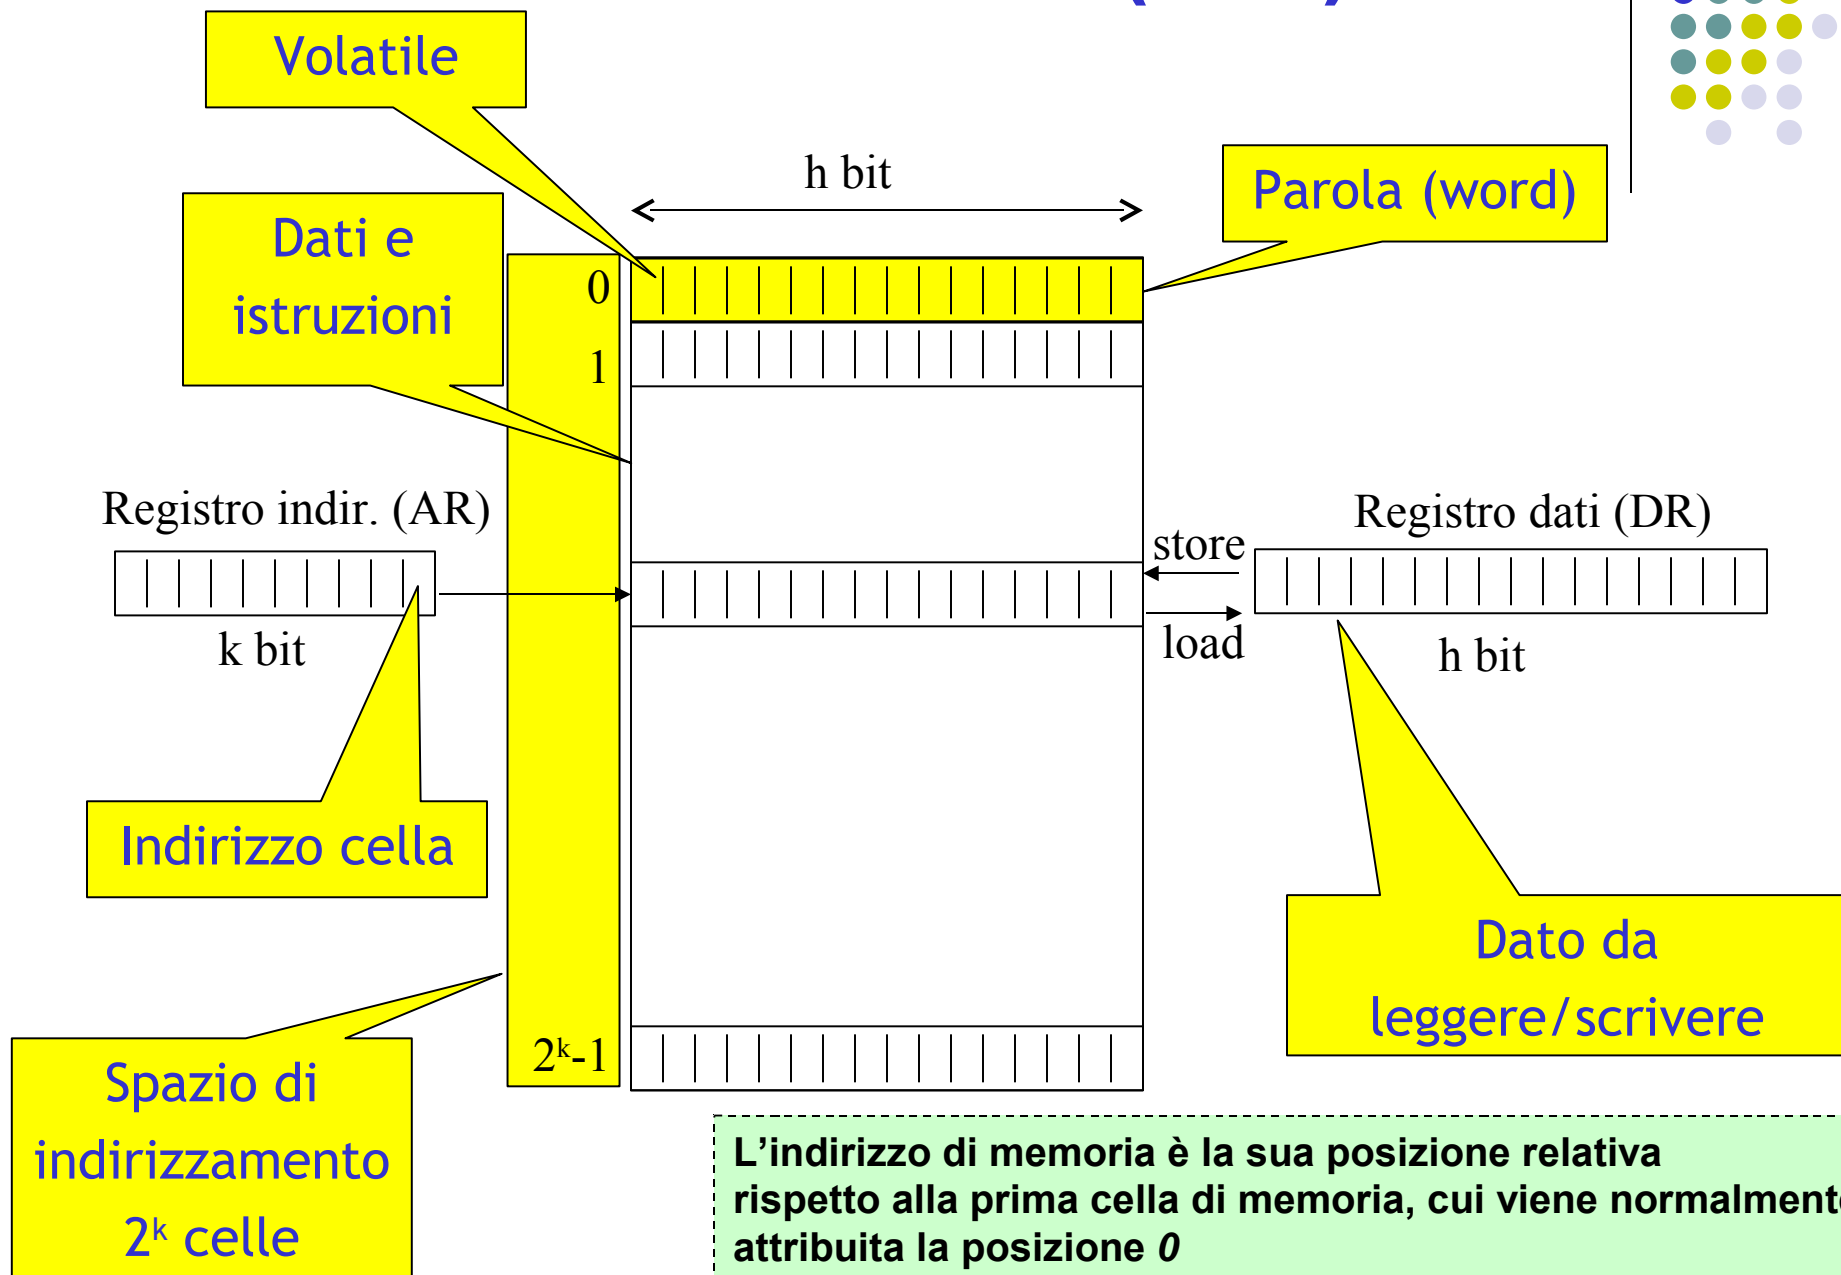 Volatile
h bit
Parola (word)
Dati e
istruzioni
0
1
Registro indir. (AR)
Registro dati (DR)
store
load
k bit
h bit
Indirizzo cella
Dato da
leggere/scrivere
2ᵏ-1
Spazio di
indirizzamento
2ᵏ celle
L'indirizzo di memoria è la sua posizione relativa
rispetto alla prima cella di memoria, cui viene normalmente
attribuita la posizione 0